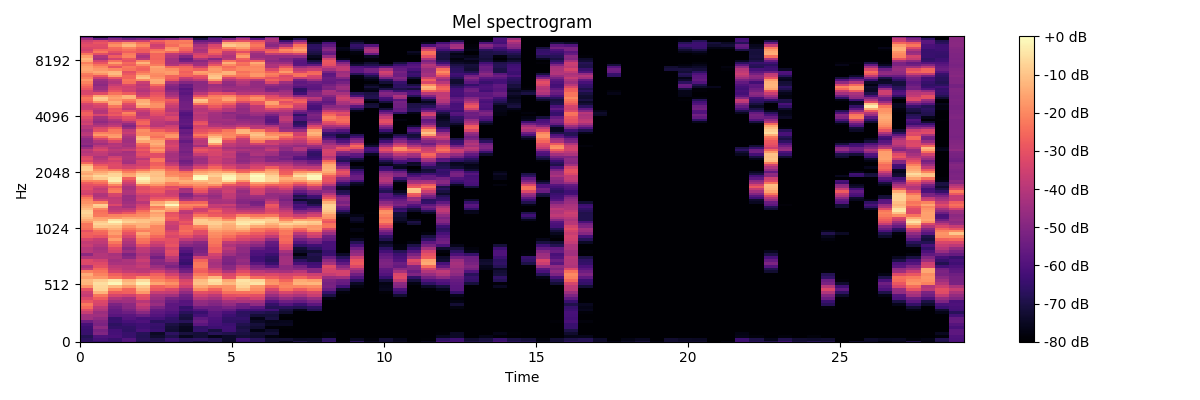 Mel spectrogram
Hz
8192
4096
2048
1024
512
0
0 5 10 15 20 25
Time
+0 dB
-10 dB
-20 dB
-30 dB
-40 dB
-50 dB
-60 dB
-70 dB
-80 dB